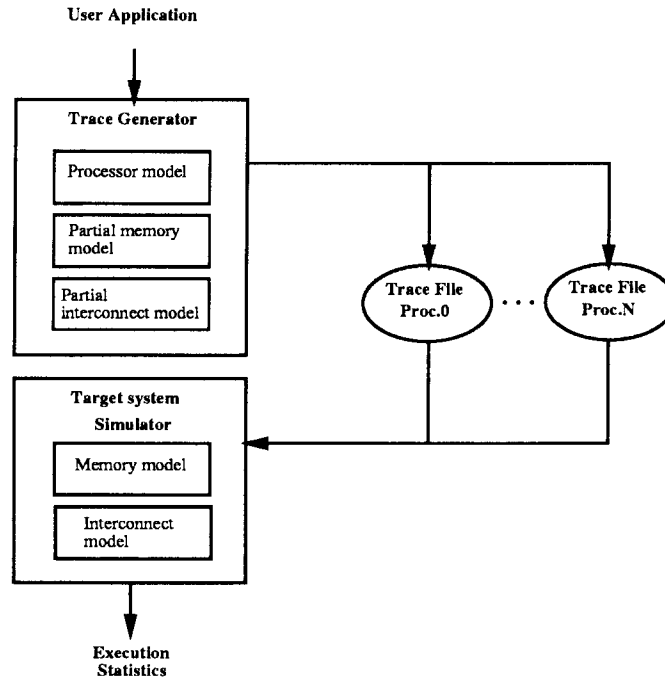 User Application
Trace Generator
Processor model
Partial memory
model
Partial
interconnect model
Trace File
Proc.0
. . .
Trace File
Proc.N
Target system
Simulator
Memory model
Interconnect
model
Execution
Statistics